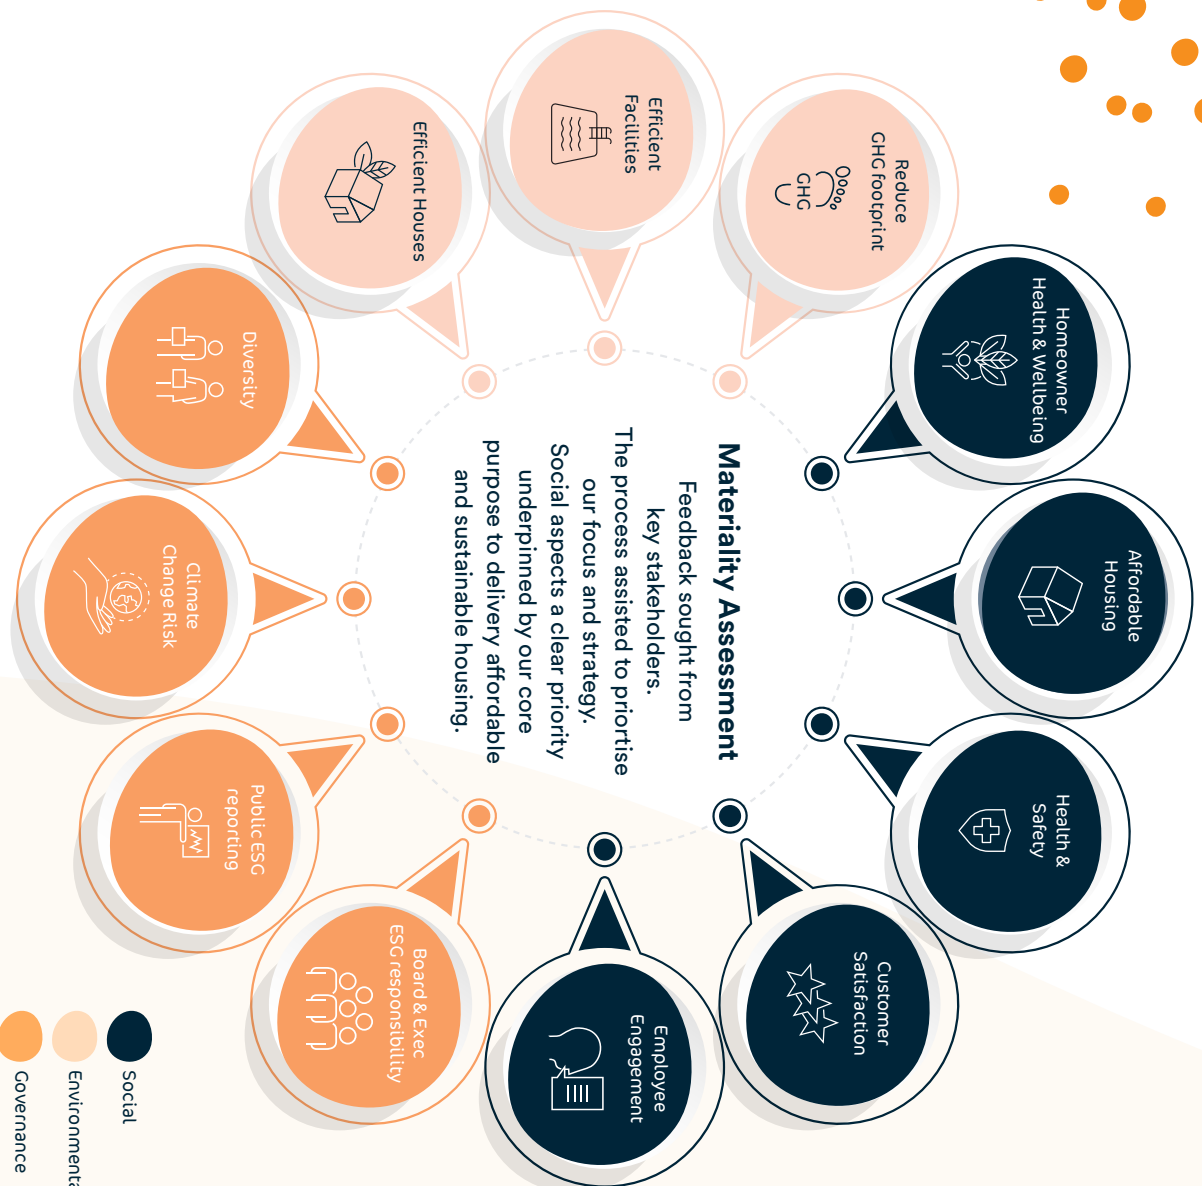 Affordable
Housing
Homeowner
Health & Wellbeing
Health &
Safety
Reduce
GHG footprint
GHG
Customer
Satisfaction
Materiality Assessment
Feedback sought from
key stakeholders.
The process assisted to priortise
our focus and strategy.
Social aspects a clear priority
underpinned by our core
purpose to delivery affordable
and sustainable housing.
Efficient
Facilities
Employee
Engagement
Efficient Houses
Board & Exec
ESG responsibility
Diversity
Public ESG
reporting
Climate
Change Risk
Social
Environmenta
Governance